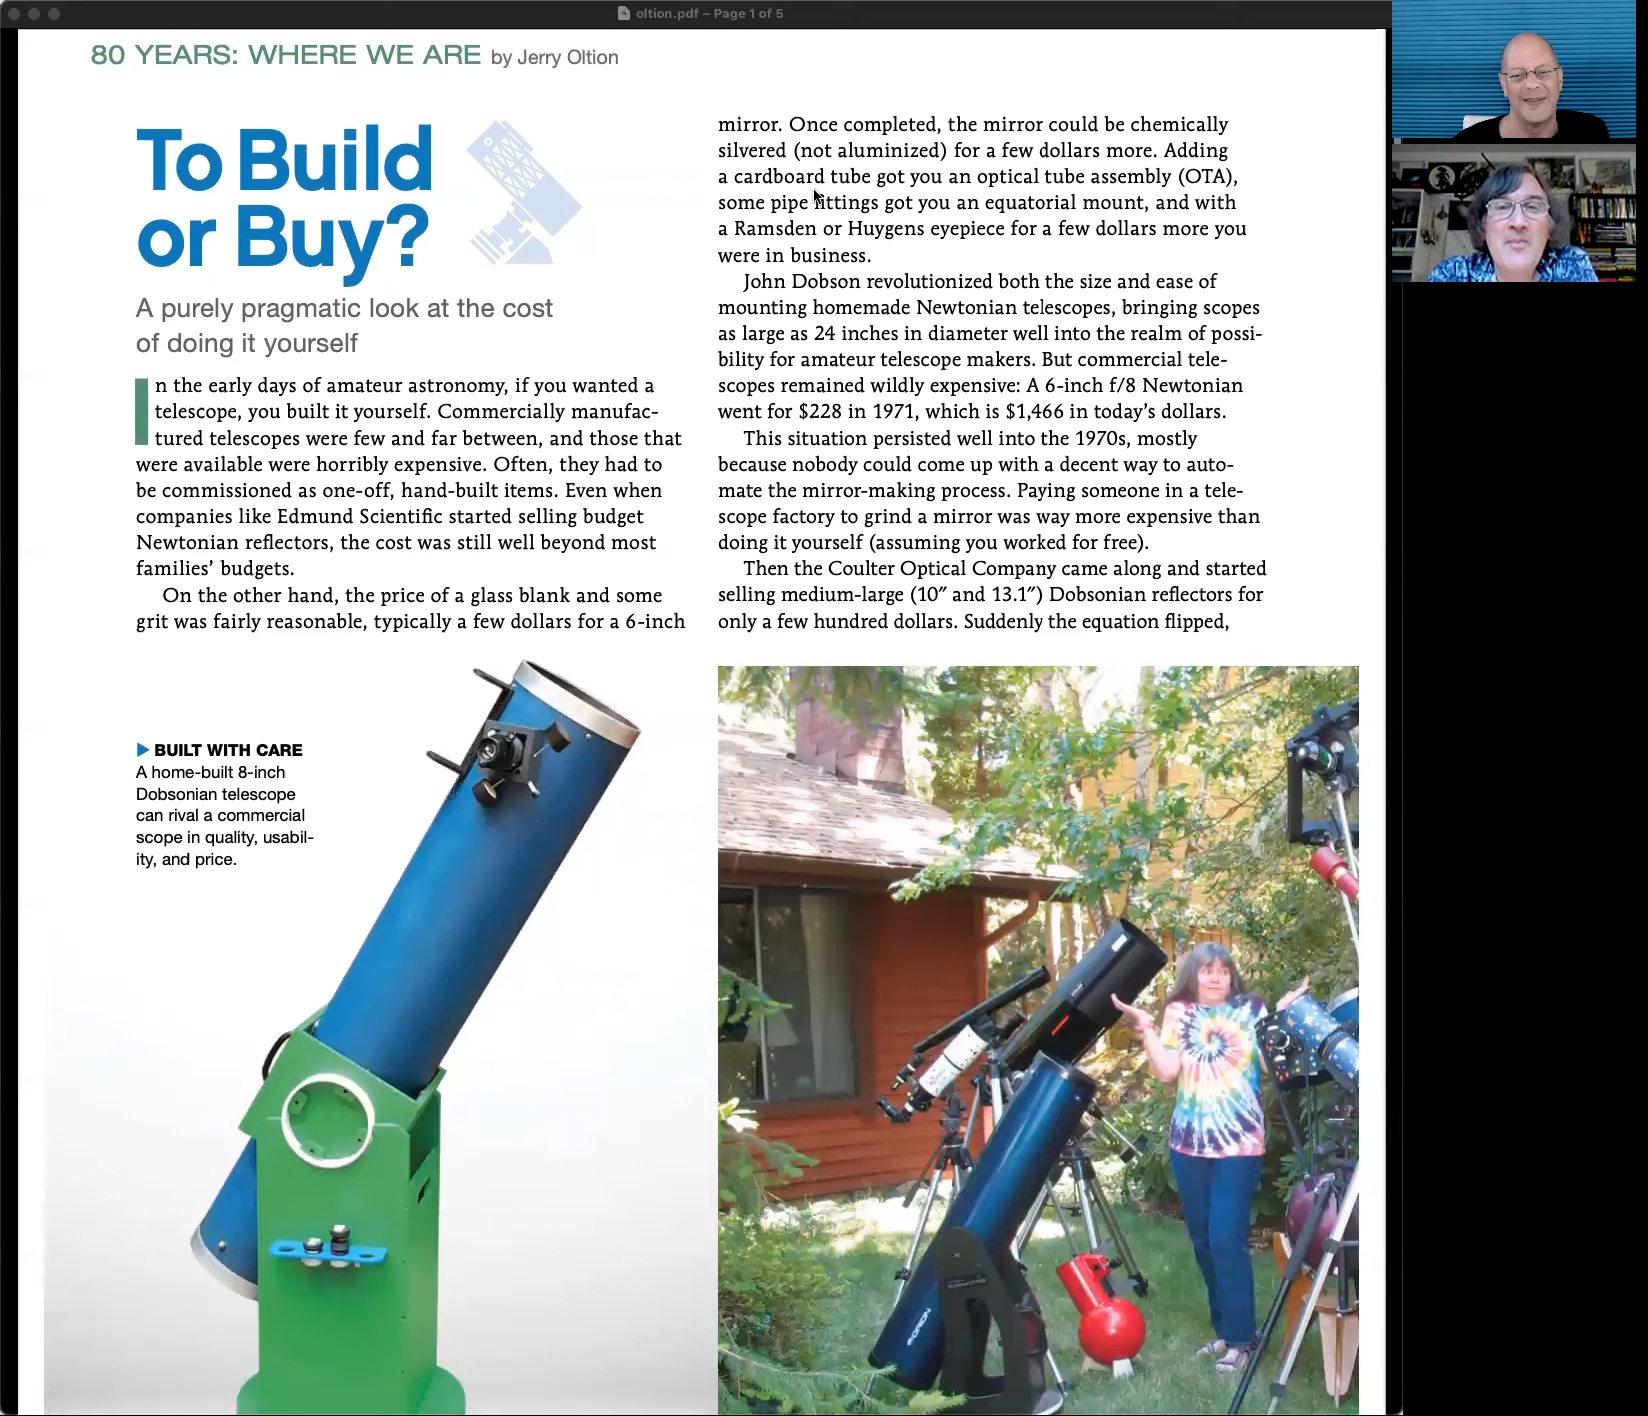 oltion.pdf – Page 1 of 5
80 YEARS: WHERE WE ARE by Jerry Oltion
To Build
or Buy?
A purely pragmatic look at the cost
of doing it yourself
In the early days of amateur astronomy, if you wanted a
telescope, you built it yourself. Commercially manufac-
tured telescopes were few and far between, and those that
were available were horribly expensive. Often, they had to
be commissioned as one-off, hand-built items. Even when
companies like Edmund Scientific started selling budget
Newtonian reflectors, the cost was still well beyond most
families’ budgets.
On the other hand, the price of a glass blank and some
grit was fairly reasonable, typically a few dollars for a 6-inch
mirror. Once completed, the mirror could be chemically
silvered (not aluminized) for a few dollars more. Adding
a cardboard tube got you an optical tube assembly (OTA),
some pipe fittings got you an equatorial mount, and with
a Ramsden or Huygens eyepiece for a few dollars more you
were in business.
John Dobson revolutionized both the size and ease of
mounting homemade Newtonian telescopes, bringing scopes
as large as 24 inches in diameter well into the realm of possi-
bility for amateur telescope makers. But commercial tele-
scopes remained wildly expensive: A 6-inch f/8 Newtonian
went for $228 in 1971, which is $1,466 in today’s dollars.
This situation persisted well into the 1970s, mostly
because nobody could come up with a decent way to auto-
mate the mirror-making process. Paying someone in a tele-
scope factory to grind a mirror was way more expensive than
doing it yourself (assuming you worked for free).
Then the Coulter Optical Company came along and started
selling medium-large (10″ and 13.1″) Dobsonian reflectors for
only a few hundred dollars. Suddenly the equation flipped,
▶ BUILT WITH CARE
A home-built 8-inch
Dobsonian telescope
can rival a commercial
scope in quality, usabil-
ity, and price.
ORION